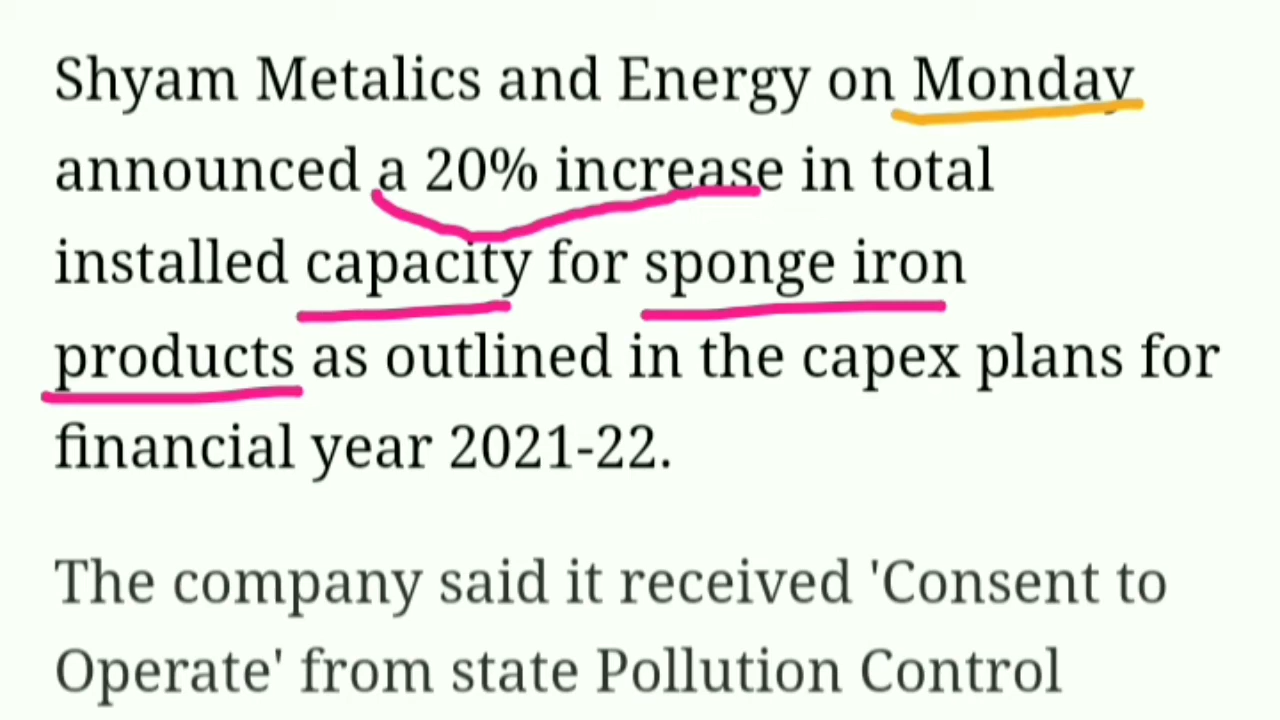 Shyam Metalics and Energy on Monday
announced a 20% increase in total
installed capacity for sponge iron
products as outlined in the capex plans for
financial year 2021-22.
The company said it received 'Consent to
Operate' from state Pollution Control